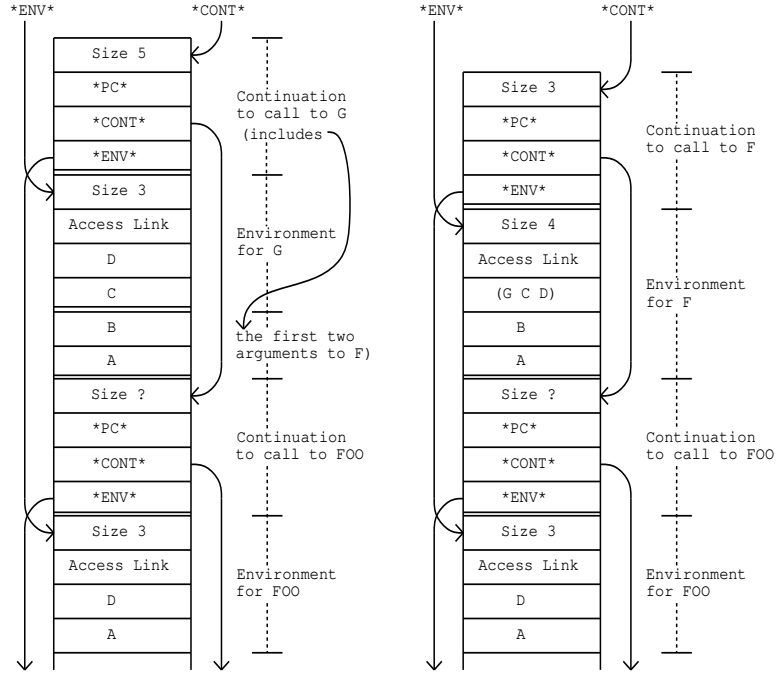 *ENV*
*CONT*
Size 5
*PC*
*CONT*
*ENV*
Size 3
Access Link
D
C
B
A
Size ?
*PC*
*CONT*
*ENV*
Size 3
Access Link
D
A
Continuation
to call to G
(includes
Environment
for G
the first two
arguments to F)
Continuation
to call to FOO
Environment
for FOO
*ENV*
*CONT*
Size 3
*PC*
*CONT*
*ENV*
Size 4
Access Link
(G C D)
B
A
Size ?
*PC*
*CONT*
*ENV*
Size 3
Access Link
D
A
Continuation
to call to F
Environment
for F
Continuation
to call to FOO
Environment
for FOO